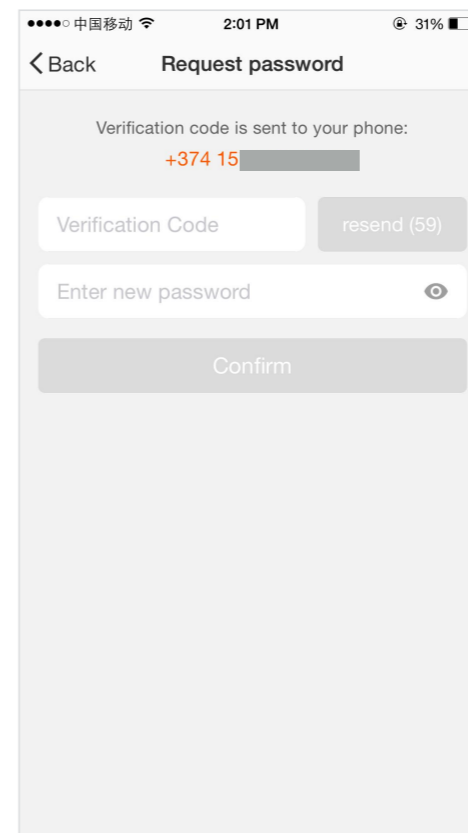 中国移动 2:01 PM 31%
Back Request password
Verification code is sent to your phone:
+374 15
Verification Code resend (59)
Enter new password
Confirm